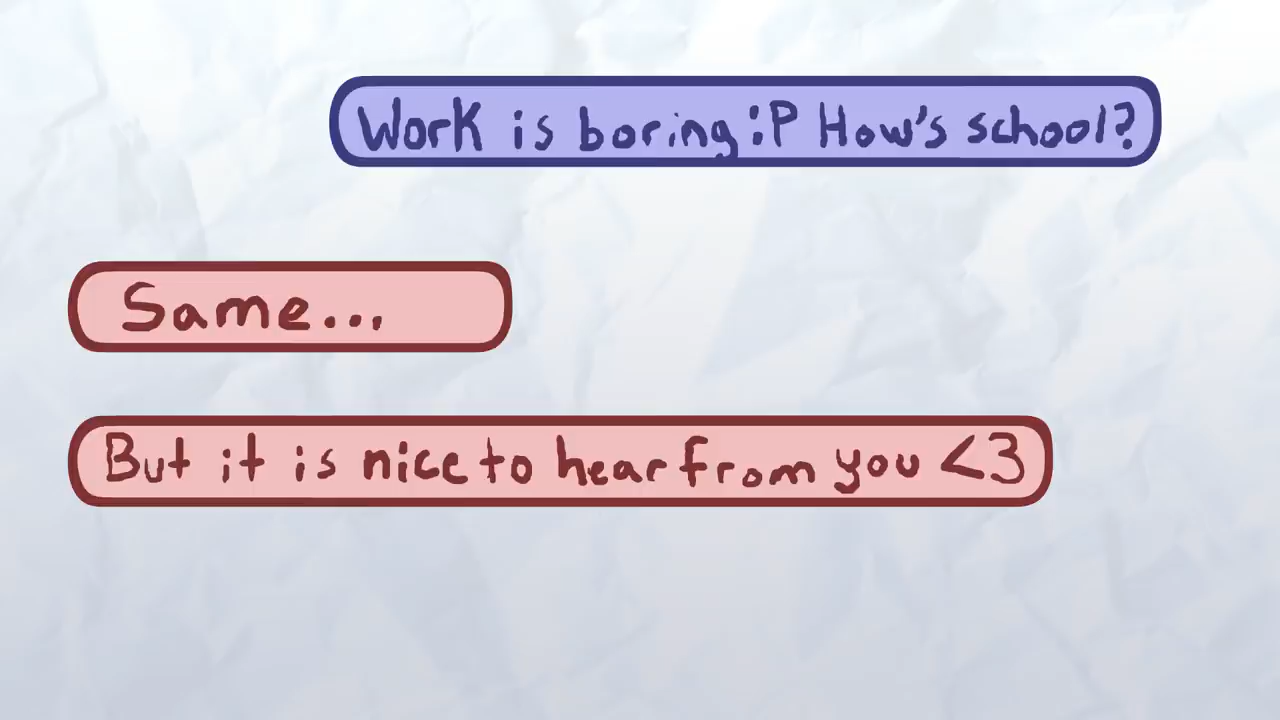 Work is boring :P How's school?
Same...
But it is nice to hear from you <3